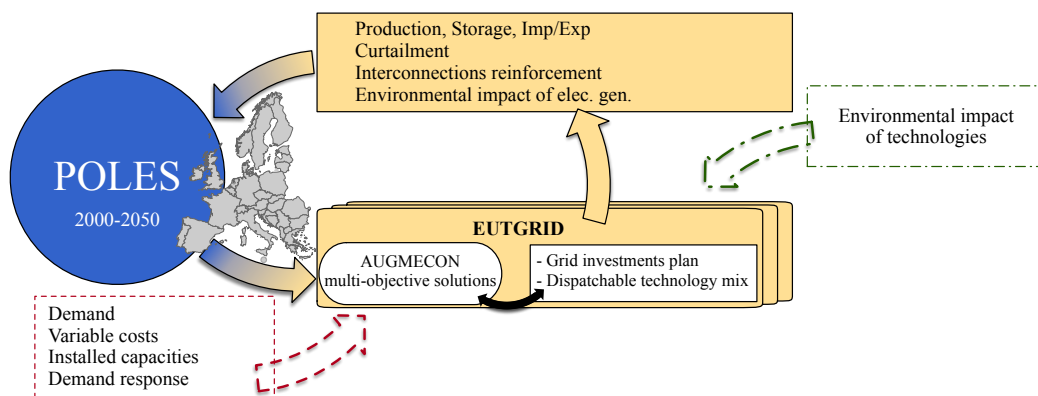 Production, Storage, Imp/Exp
Curtailment
Interconnections reinforcement
Environmental impact of elec. gen.
Environmental impact
of technologies
POLES
2000-2050
EUTGRID
AUGMECON
multi-objective solutions
- Grid investments plan
- Dispatchable technology mix
Demand
Variable costs
Installed capacities
Demand response